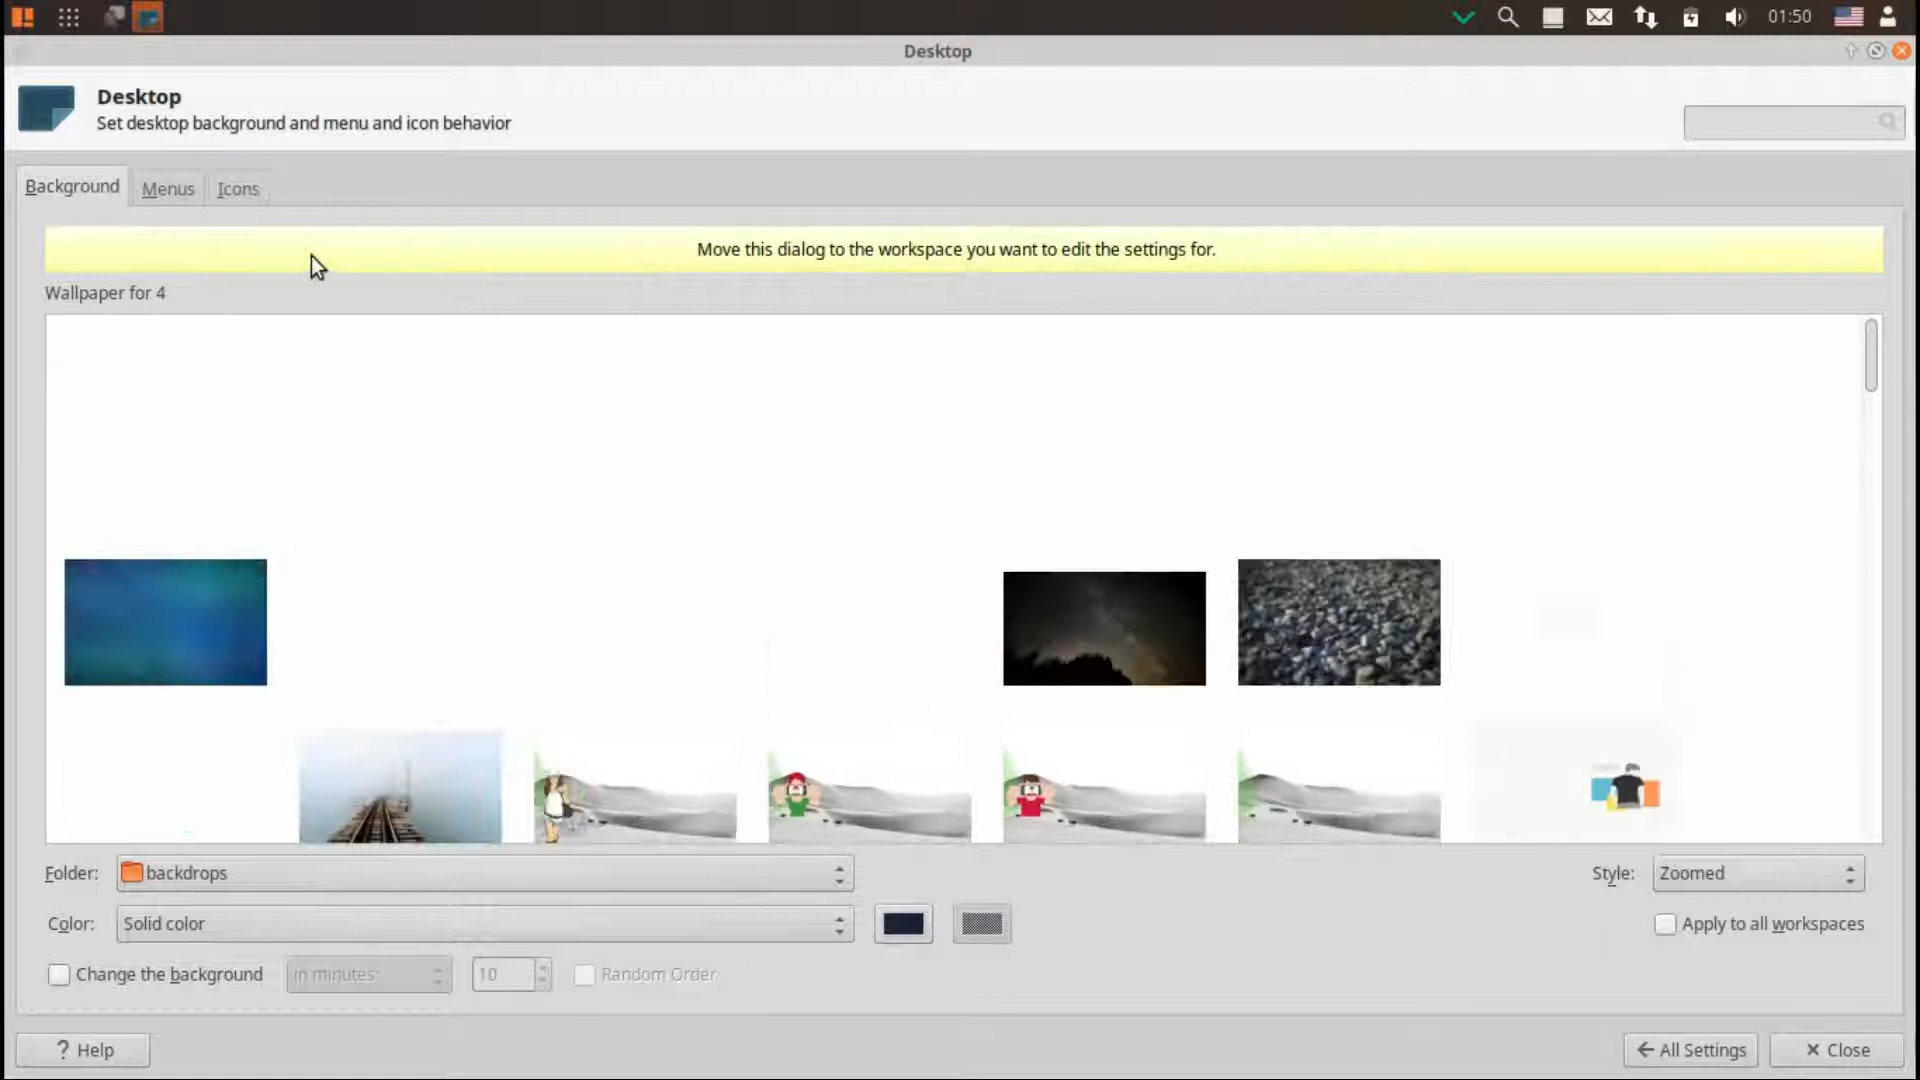 01:50
Desktop
Desktop
Set desktop background and menu and icon behavior
Background
Menus
Icons
Move this dialog to the workspace you want to edit the settings for.
Wallpaper for 4
Folder:
backdrops
Style:
Zoomed
Color:
Solid color
Apply to all workspaces
Change the background
in minutes:
10
Random Order
? Help
All Settings
Close